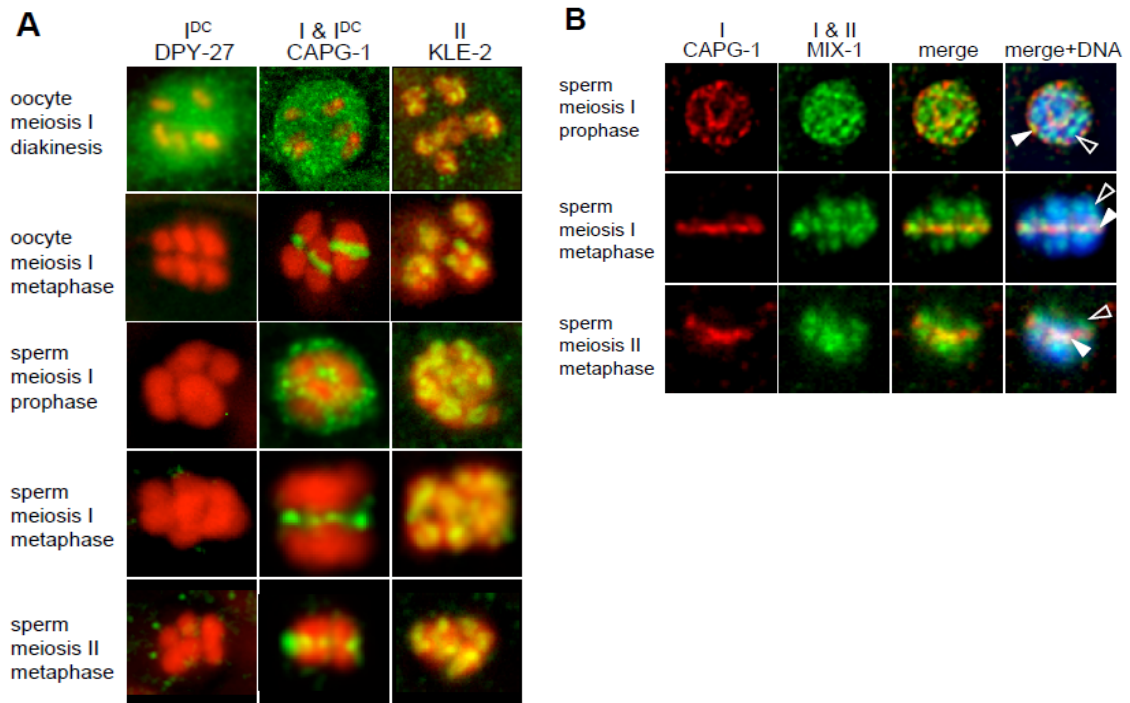 A
I^DC
DPY-27
I & I^DC
CAPG-1
II
KLE-2
oocyte
meiosis I
diakinesis
oocyte
meiosis I
metaphase
sperm
meiosis I
prophase
sperm
meiosis I
metaphase
sperm
meiosis II
metaphase
B
I
CAPG-1
I & II
MIX-1
merge
merge+DNA
sperm
meiosis I
prophase
sperm
meiosis I
metaphase
sperm
meiosis II
metaphase